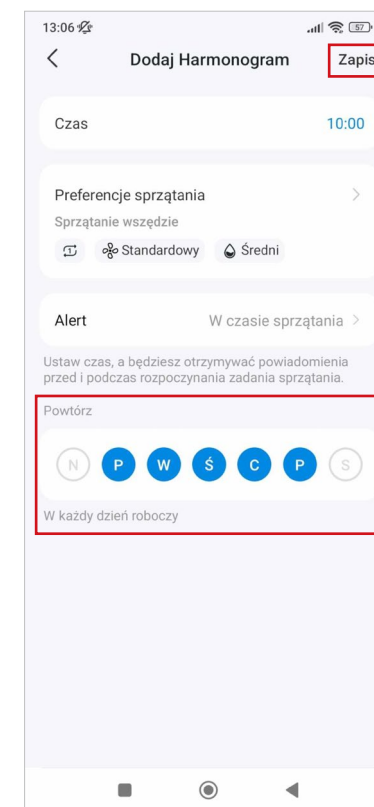 13:06
57
Dodaj Harmonogram
Zapis
Czas 10:00
Preferencje sprzątania
Sprzątanie wszędzie
1 Standardowy Średni
Alert W czasie sprzątania
Ustaw czas, a będziesz otrzymywać powiadomienia
przed i podczas rozpoczynania zadania sprzątania.
Powtórz
N P W Ś C P S
W każdy dzień roboczy